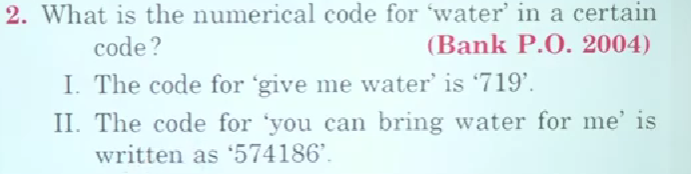 2. What is the numerical code for ‘water’ in a certain
code? (Bank P.O. 2004)
I. The code for ‘give me water’ is ‘719’.
II. The code for ‘you can bring water for me’ is
written as ‘574186’.